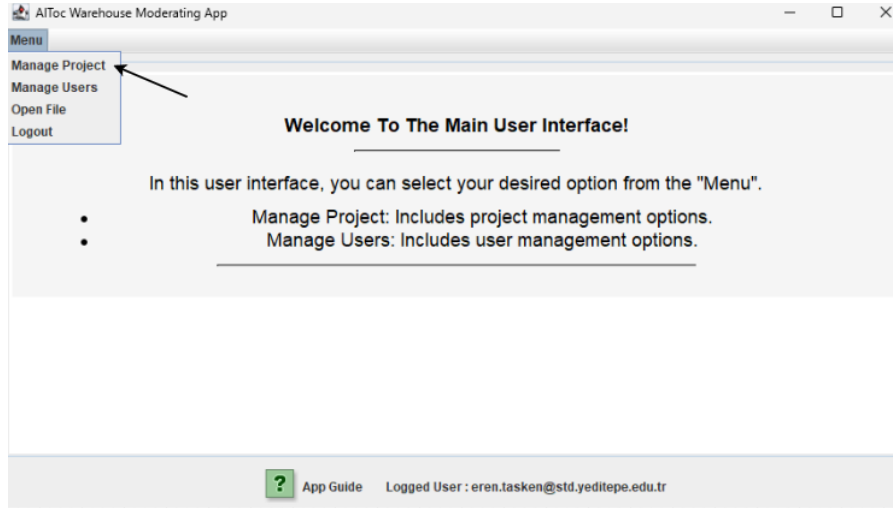 AIToc Warehouse Moderating App
Menu
Manage Project
Manage Users
Open File
Logout
Welcome To The Main User Interface!
In this user interface, you can select your desired option from the "Menu".
Manage Project: Includes project management options.
Manage Users: Includes user management options.
? App Guide Logged User : eren.tasken@std.yeditepe.edu.tr